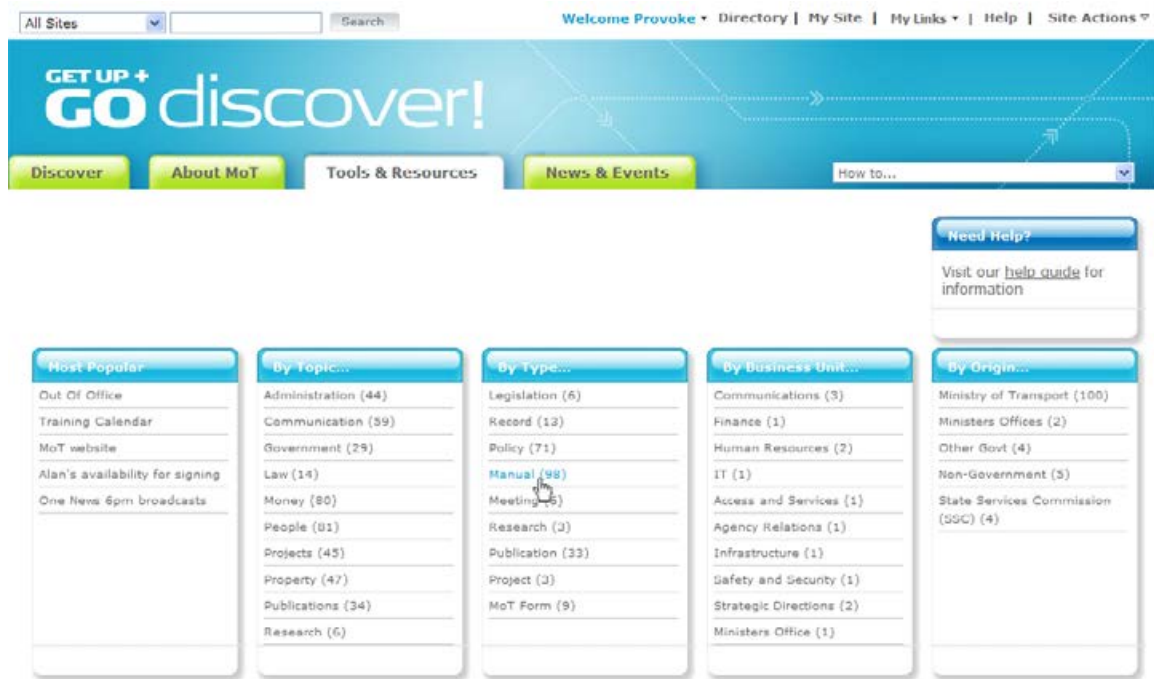 All Sites Search Welcome Provoke Directory | My Site | My Links | Help | Site Actions
GET UP +
GO discover!
Discover About MoT Tools & Resources News & Events How to...
Need Help?
Visit our help guide for
information
Most Popular
Out Of Office
Training Calendar
MoT website
Alan's availability for signing
One News 6pm broadcasts
By Topic...
Administration (44)
Communication (59)
Government (29)
Law (14)
Money (80)
People (81)
Projects (45)
Property (47)
Publications (34)
Research (6)
By Type...
Legislation (6)
Record (13)
Policy (71)
Manual (98)
Meeting
Research (3)
Publication (33)
Project (3)
MoT Form (9)
By Business Unit...
Communications (3)
Finance (1)
Human Resources (2)
IT (1)
Access and Services (1)
Agency Relations (1)
Infrastructure (1)
Safety and Security (1)
Strategic Directions (2)
Ministers Office (1)
By Origin...
Ministry of Transport (100)
Ministers Offices (2)
Other Govt (4)
Non-Government (5)
State Services Commission
(SSC) (4)